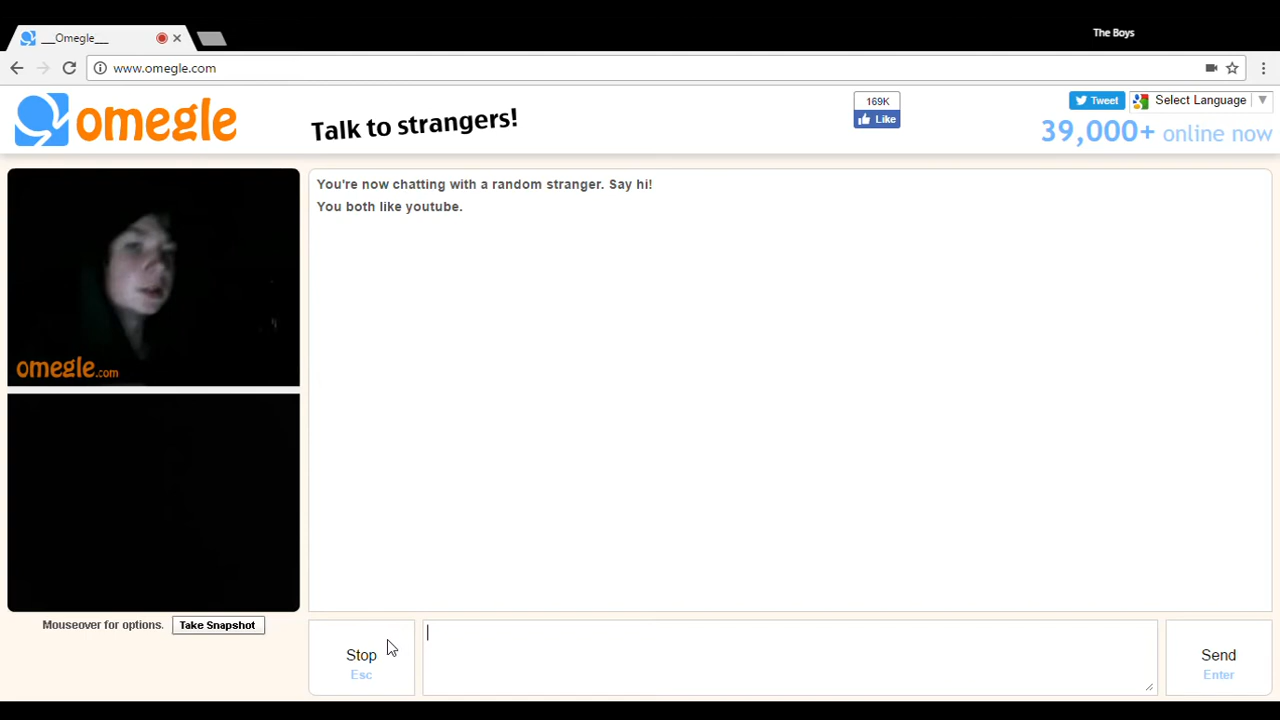 ___Omegle___
The Boys
www.omegle.com
omegle
Talk to strangers!
169K
Like
Tweet
Select Language
39,000+ online now
You're now chatting with a random stranger. Say hi!
You both like youtube.
omegle.com
Mouseover for options.
Take Snapshot
Stop
Esc
Send
Enter